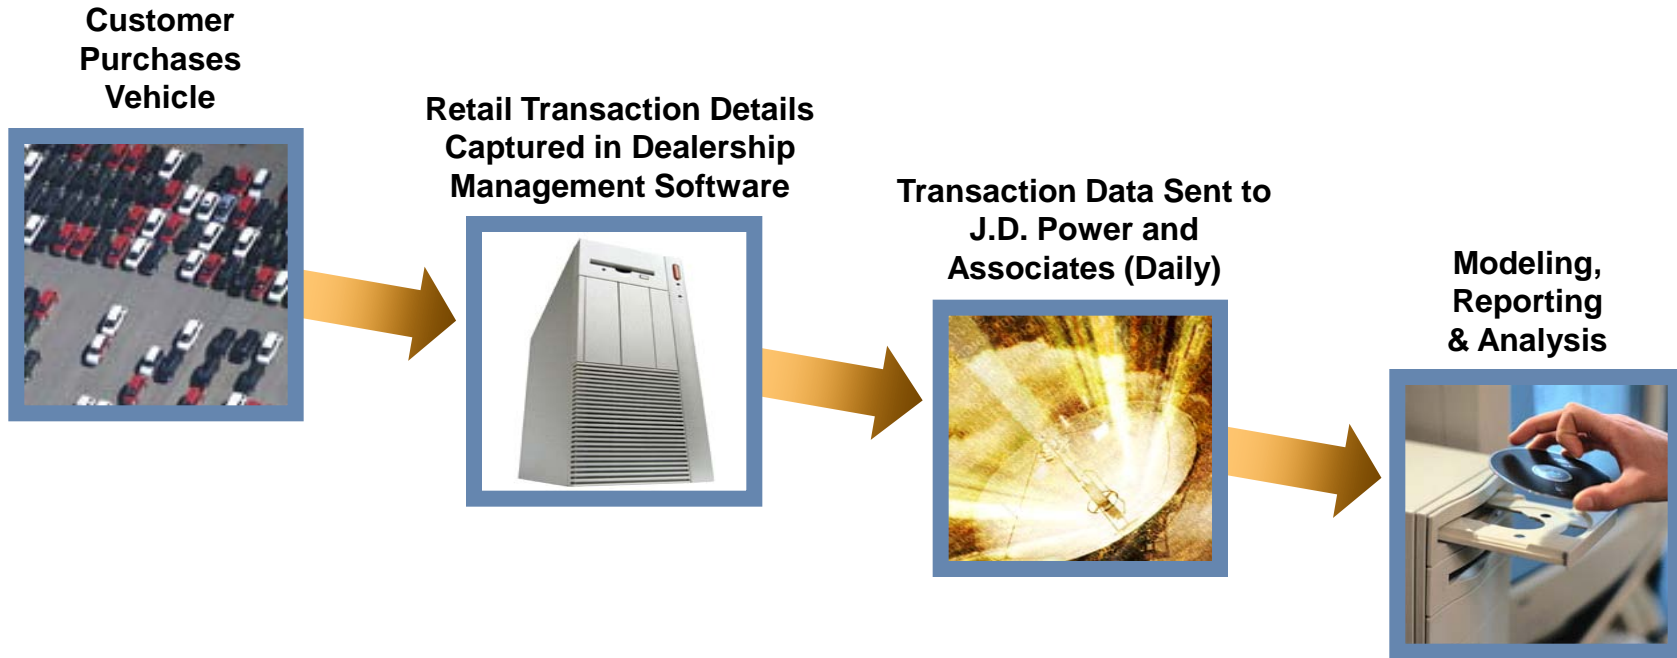 Customer
Purchases
Vehicle
Retail Transaction Details
Captured in Dealership
Management Software
Transaction Data Sent to
J.D. Power and
Associates (Daily)
Modeling,
Reporting
& Analysis